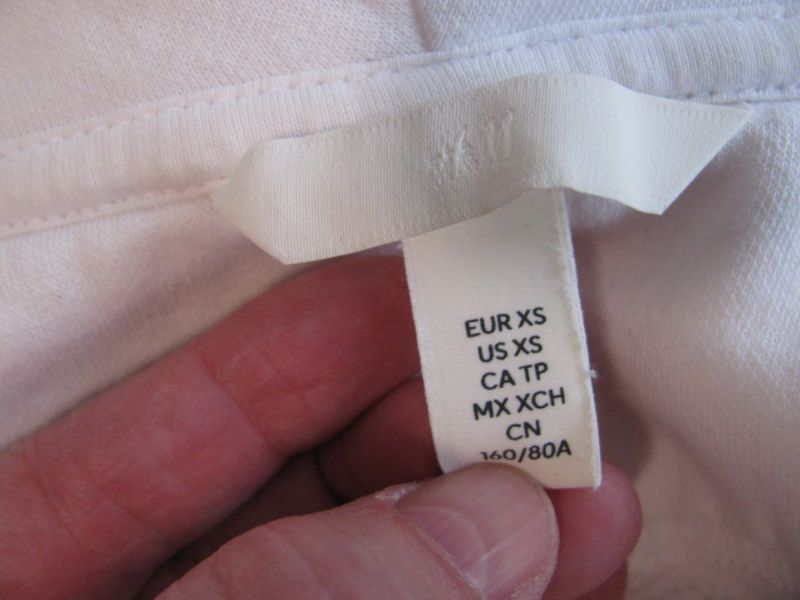 H&M
EUR XS
US XS
CA TP
MX XCH
CN
160/80A